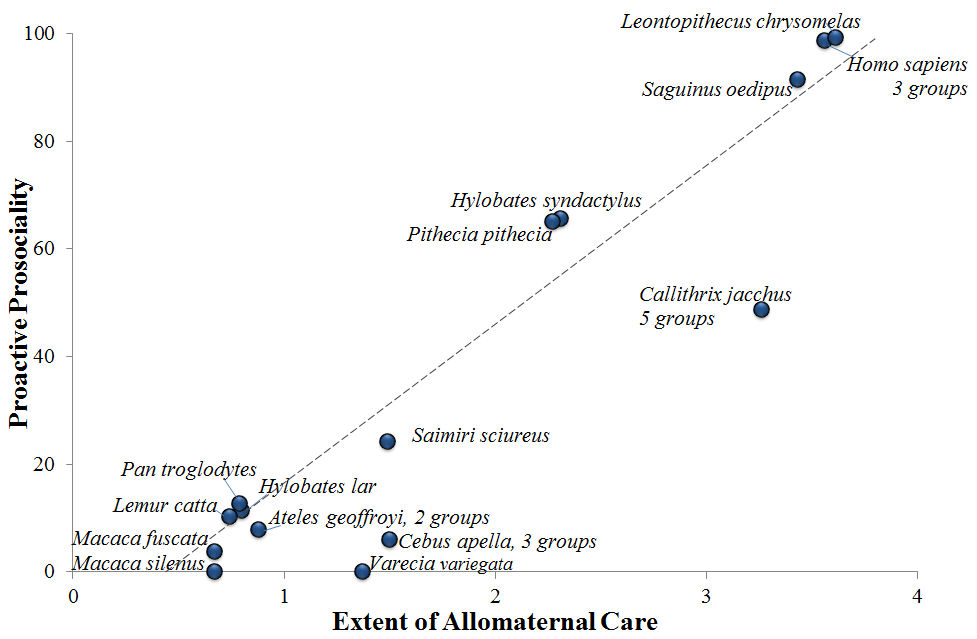 Leontopithecus chrysomelas
100
Homo sapiens
3 groups
Saguinus oedipus
80
Hylobates syndactylus
Pithecia pithecia
60
Callithrix jacchus
5 groups
40
Saimiri sciureus
20
Pan troglodytes
Hylobates lar
Lemur catta
Ateles geoffroyi, 2 groups
Macaca fuscata
Cebus apella, 3 groups
Macaca silenus
Varecia variegata
0
0
1
2
3
4
Proactive Prosociality
Extent of Allomaternal Care